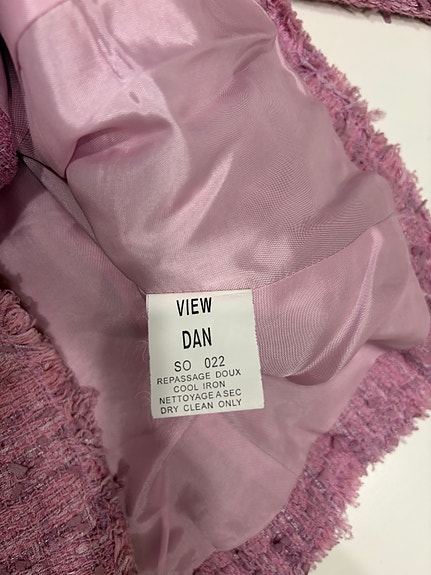 VIEW
DAN
SO 022
REPASSAGE DOUX
COOL IRON
NETTOYAGE A SEC
DRY CLEAN ONLY